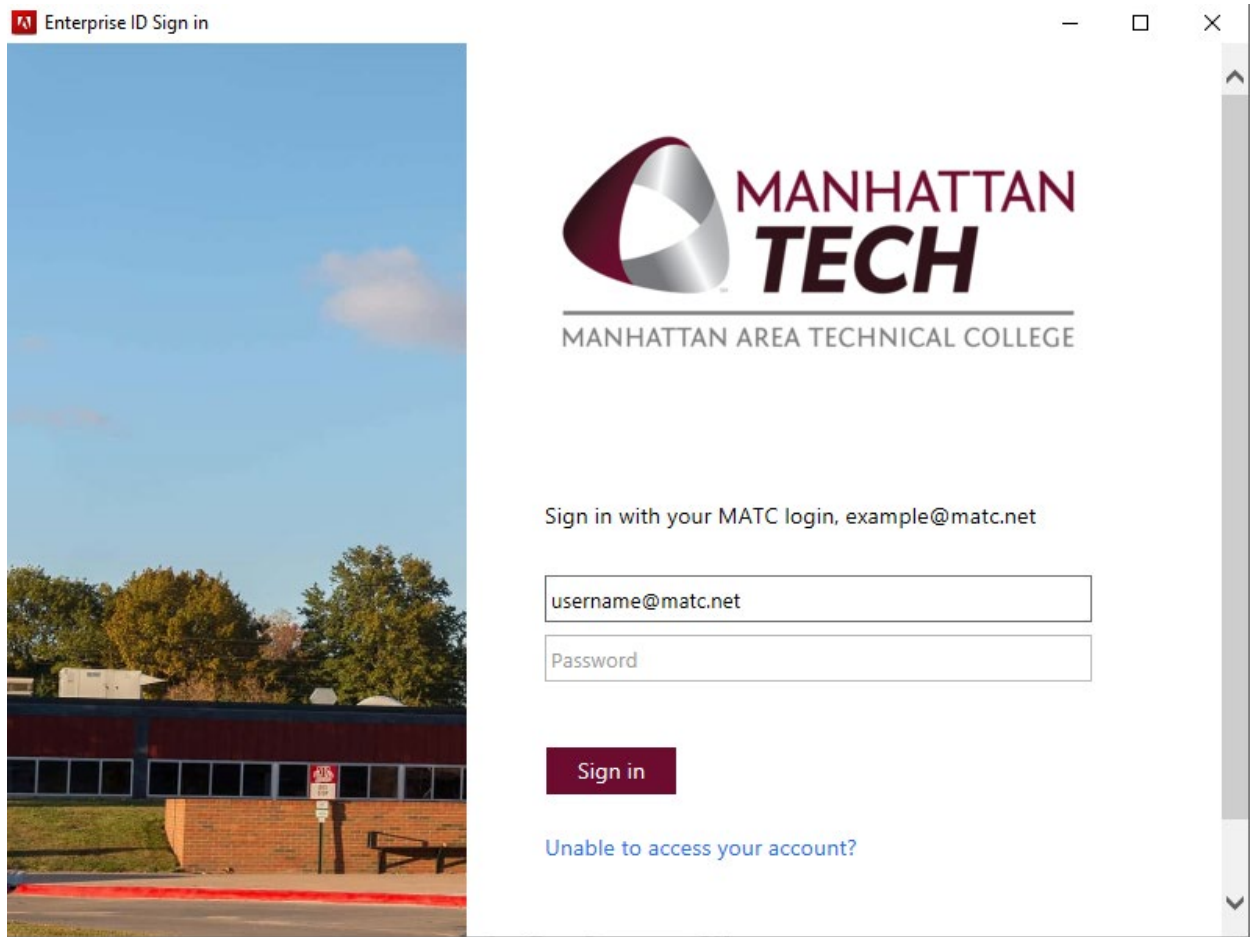 Enterprise ID Sign in
MANHATTAN
TECH
MANHATTAN AREA TECHNICAL COLLEGE
Sign in with your MATC login, example@matc.net
username@matc.net
Password
Sign in
Unable to access your account?